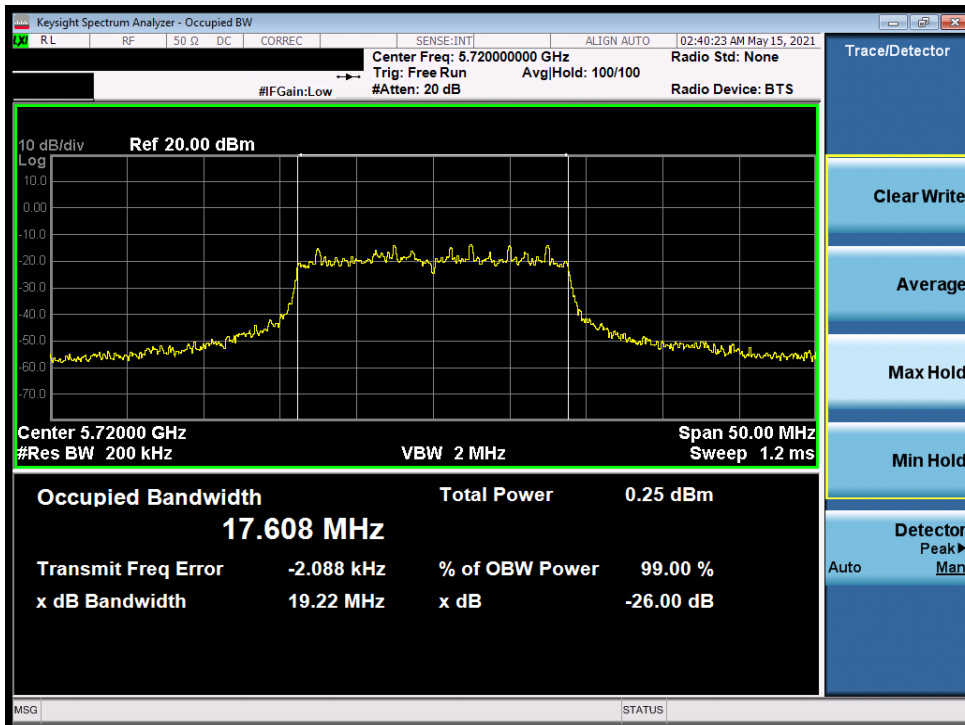 Keysight Spectrum Analyzer - Occupied BW
LXI RL RF 50 Ω DC CORREC SENSE:INT ALIGN AUTO 02:40:23 AM May 15, 2021
Center Freq: 5.720000000 GHz Radio Std: None
Trig: Free Run Avg|Hold: 100/100
#IFGain:Low #Atten: 20 dB Radio Device: BTS
Trace/Detector
10 dB/div Ref 20.00 dBm
Log
10.0
0.00
-10.0
-20.0
-30.0
-40.0
-50.0
-60.0
-70.0
Center 5.72000 GHz Span 50.00 MHz
#Res BW 200 kHz VBW 2 MHz Sweep 1.2 ms
Occupied Bandwidth Total Power 0.25 dBm
17.608 MHz
Transmit Freq Error -2.088 kHz % of OBW Power 99.00 %
x dB Bandwidth 19.22 MHz x dB -26.00 dB
Clear Write
Average
Max Hold
Min Hold
Detector
Peak▶
Auto Man
MSG STATUS